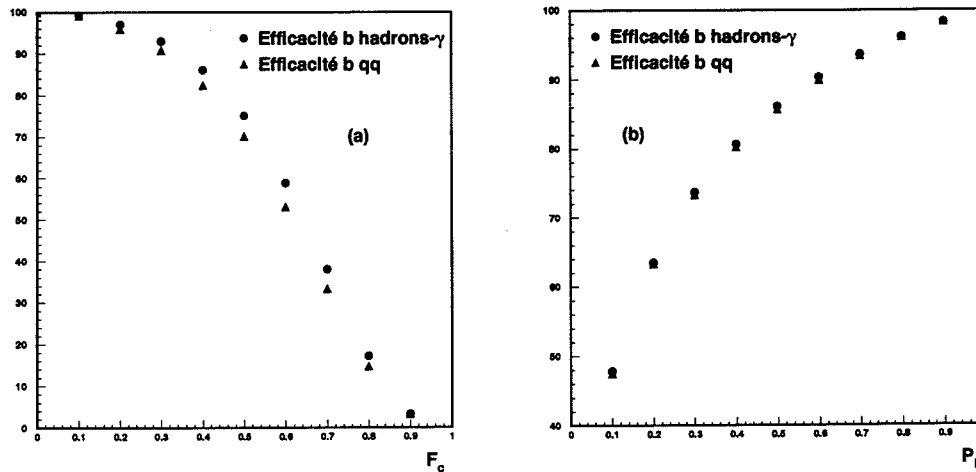 100
90
80
70
60
50
40
30
20
10
0
Efficacité b hadrons-γ
Efficacité b qq
(a)
0 0.1 0.2 0.3 0.4 0.5 0.6 0.7 0.8 0.9 1
F_c
100
90
80
70
60
50
40
Efficacité b hadrons-γ
Efficacité b qq
(b)
0 0.1 0.2 0.3 0.4 0.5 0.6 0.7 0.8 0.9
P